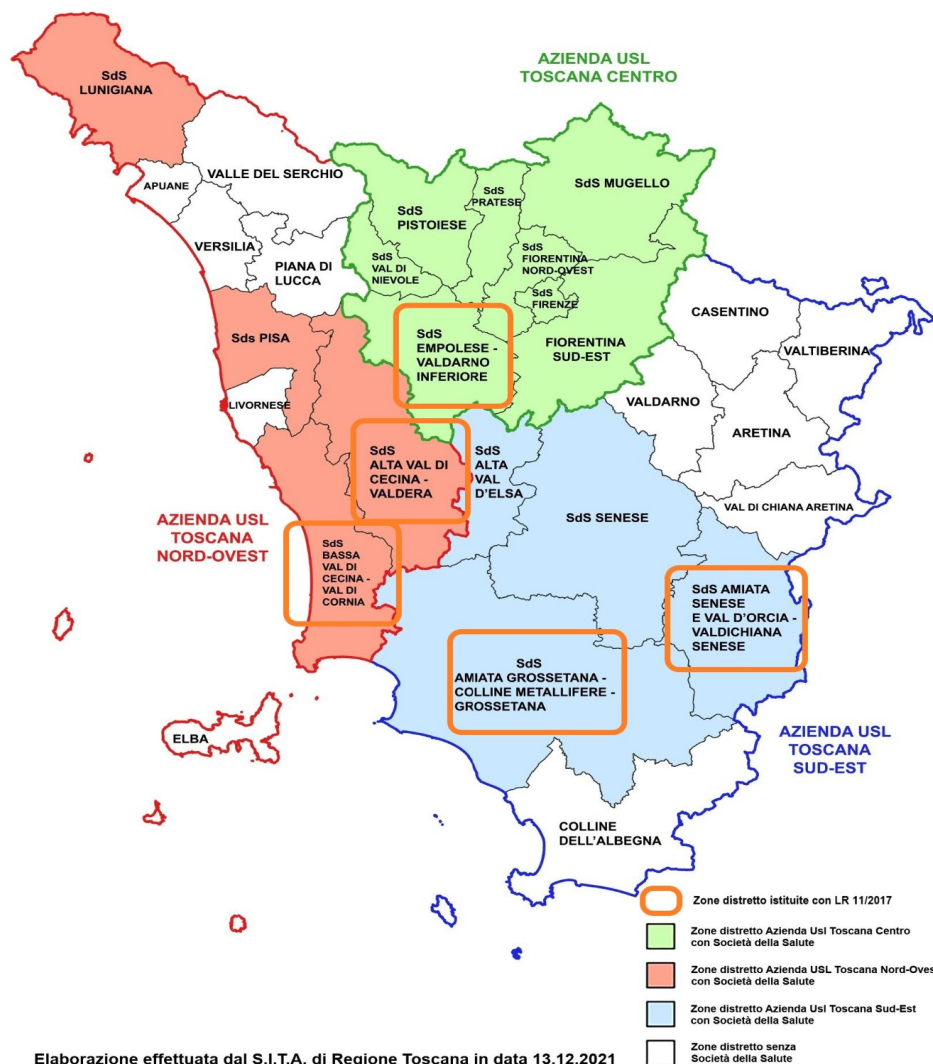 AZIENDA USL
TOSCANA CENTRO
SdS
LUNIGIANA
APUANE
VALLE DEL SERCHIO
VERSILIA
PIANA DI
LUCCA
SdS
PISTOIESE
SdS
PRATESE
SdS MUGELLO
SdS
VAL DI
NIEVOLE
SdS
FIORENTINA
NORD-OVEST
SdS
FIRENZE
Sds PISA
SdS
EMPOLESE -
VALDARNO
INFERIORE
FIORENTINA
SUD-EST
CASENTINO
VALTIBERINA
LIVORNESE
VALDARNO
ARETINA
SdS
ALTA VAL DI
CECINA -
VALDERA
SdS
ALTA
VAL
D'ELSA
SdS SENESE
VAL DI CHIANA ARETINA
AZIENDA USL
TOSCANA
NORD-OVEST
SdS
BASSA
VAL DI
CECINA -
VAL DI
CORNIA
SdS AMIATA
SENESE
E VAL D'ORCIA -
VALDICHIANA
SENESE
SdS
AMIATA GROSSETANA -
COLLINE METALLIFERE -
GROSSETANA
ELBA
AZIENDA USL
TOSCANA
SUD-EST
COLLINE
DELL'ALBEGNA
Zone distretto istituite con LR 11/2017
Zone distretto Azienda Usl Toscana Centro
con Società della Salute
Zone distretto Azienda USL Toscana Nord-Oves
con Società della Salute
Zone distretto Azienda Usl Toscana Sud-Est
con Società della Salute
Zone distretto senza
Società della Salute
Elaborazione effettuata dal S.I.T.A. di Regione Toscana in data 13.12.2021